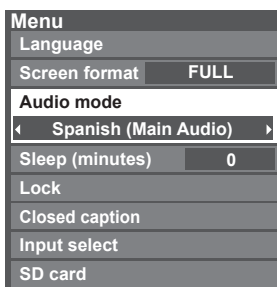 Menu
Language
Screen format FULL
Audio mode
Spanish (Main Audio)
Sleep (minutes) 0
Lock
Closed caption
Input select
SD card